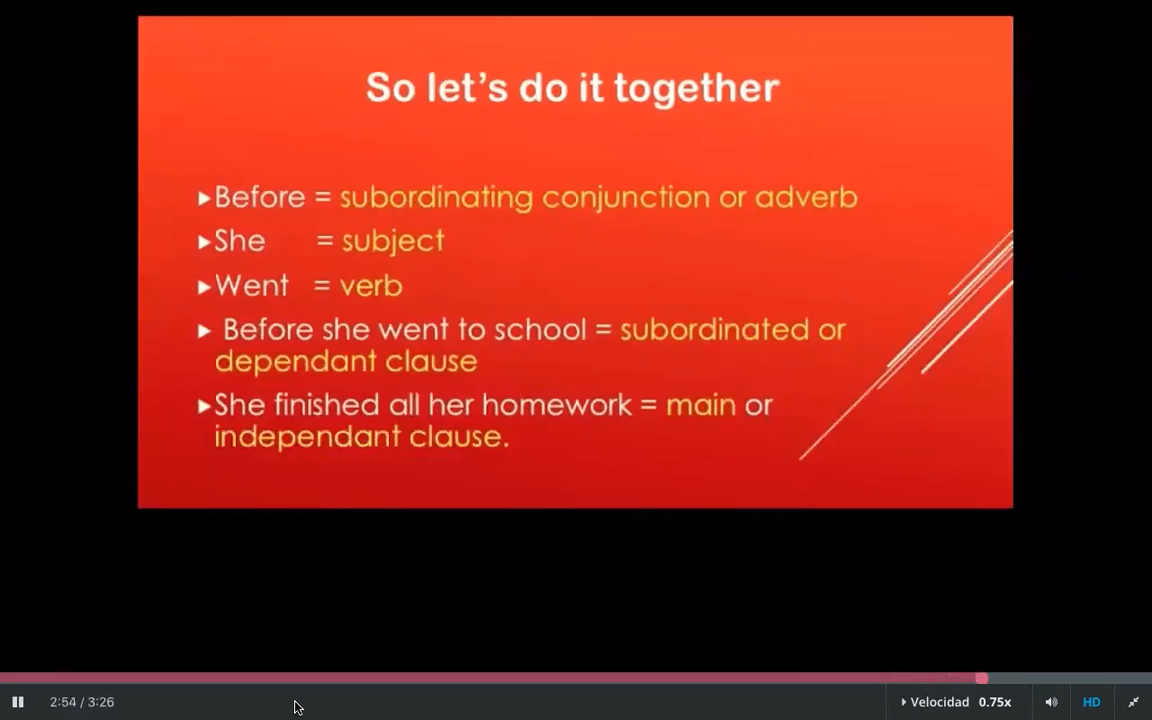 So let's do it together
Before = subordinating conjunction or adverb
She = subject
Went = verb
Before she went to school = subordinated or
dependant clause
She finished all her homework = main or
independant clause.
2:54 / 3:26
Velocidad 0.75x
HD